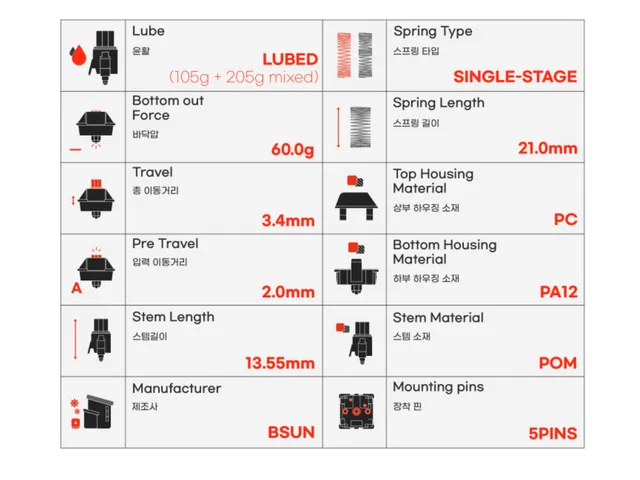 Lube
윤활
LUBED
(105g + 205g mixed)
Spring Type
스프링 타입
SINGLE-STAGE
Bottom out
Force
바닥압
60.0g
Spring Length
스프링 길이
21.0mm
Travel
총 이동거리
3.4mm
Top Housing
Material
상부 하우징 소재
PC
Pre Travel
입력 이동거리
A
2.0mm
Bottom Housing
Material
하부 하우징 소재
PA12
Stem Length
스템길이
13.55mm
Stem Material
스템 소재
POM
Manufacturer
제조사
BSUN
Mounting pins
장착 핀
5PINS